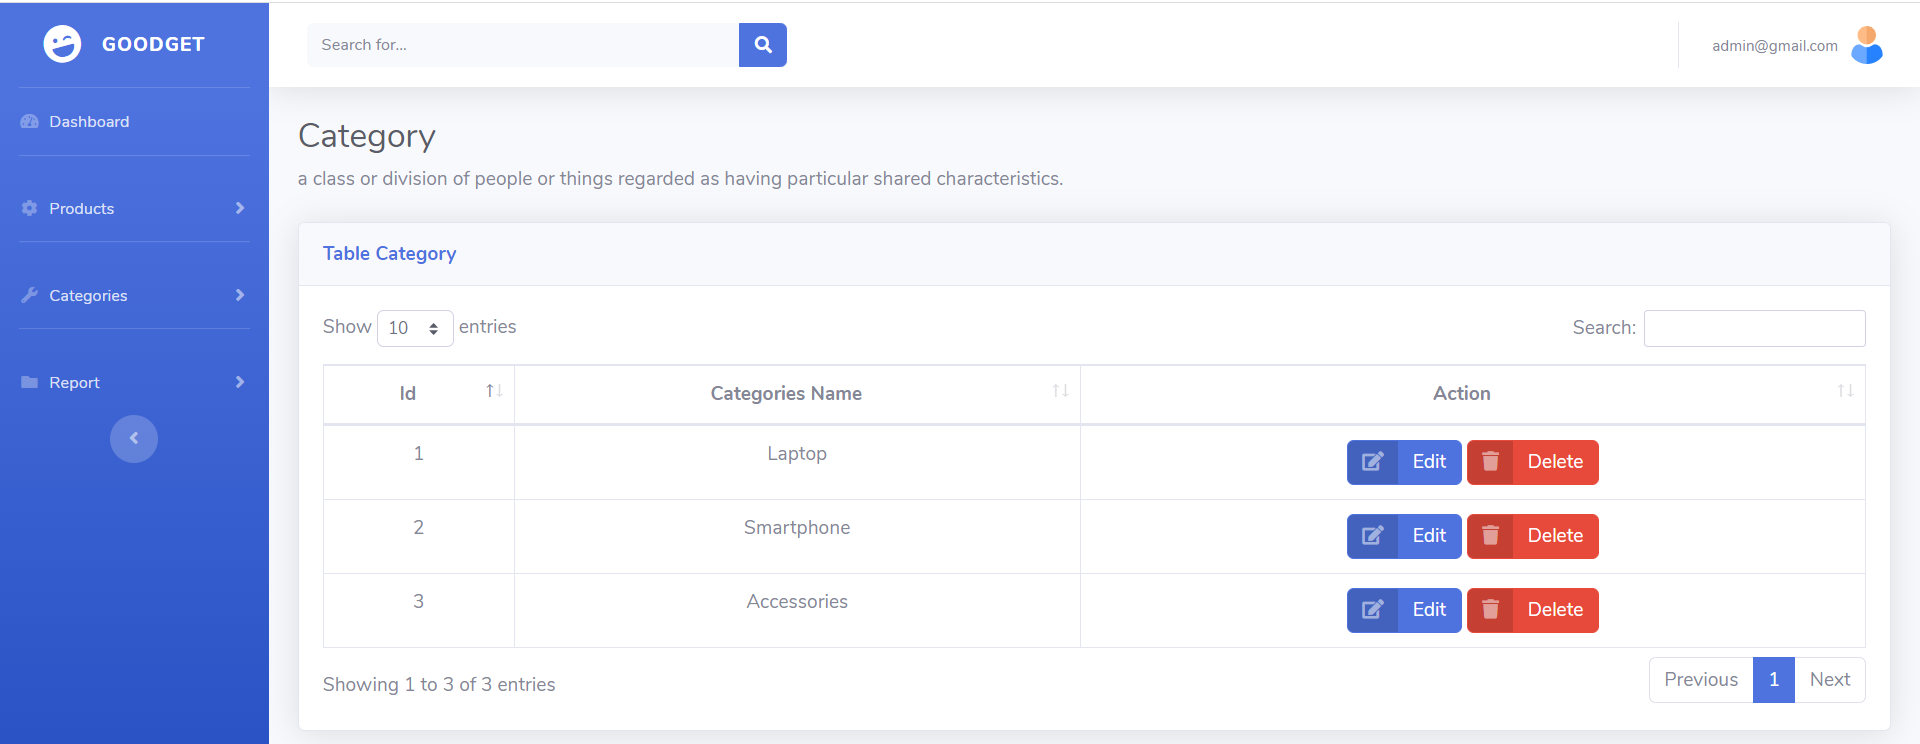 GOODGET
Dashboard
Products
Categories
Report
Search for...
admin@gmail.com
Category
a class or division of people or things regarded as having particular shared characteristics.
Table Category
Show 10 entries
Search:
Id Categories Name Action
1 Laptop Edit Delete
2 Smartphone Edit Delete
3 Accessories Edit Delete
Showing 1 to 3 of 3 entries
Previous 1 Next